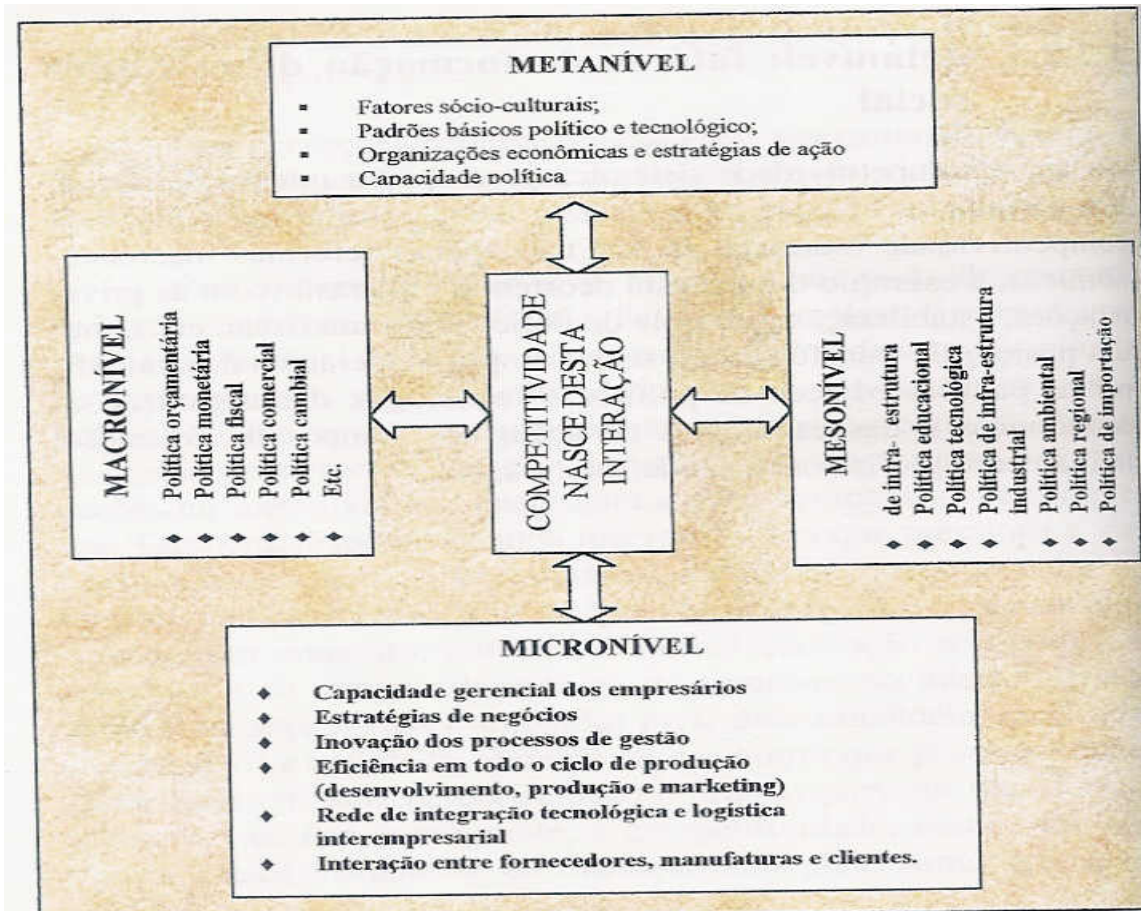 METANÍVEL
Fatores sócio-culturais;
Padrões básicos político e tecnológico;
Organizações econômicas e estratégias de ação
Capacidade política
MACRONÍVEL
Política orçamentária
Política monetária
Política fiscal
Política comercial
Política cambial
Etc.
COMPETITVIDADE
NASCE DESTA
INTERAÇÃO
MESONÍVEL
de infra- estrutura
Política educacional
Política tecnológica
Política de infra-estrutura
industrial
Política ambiental
Política regional
Política de importação
MICRONÍVEL
Capacidade gerencial dos empresários
Estratégias de negócios
Inovação dos processos de gestão
Eficiência em todo o ciclo de produção
(desenvolvimento, produção e marketing)
Rede de integração tecnológica e logística
interempresarial
Interação entre fornecedores, manufaturas e clientes.